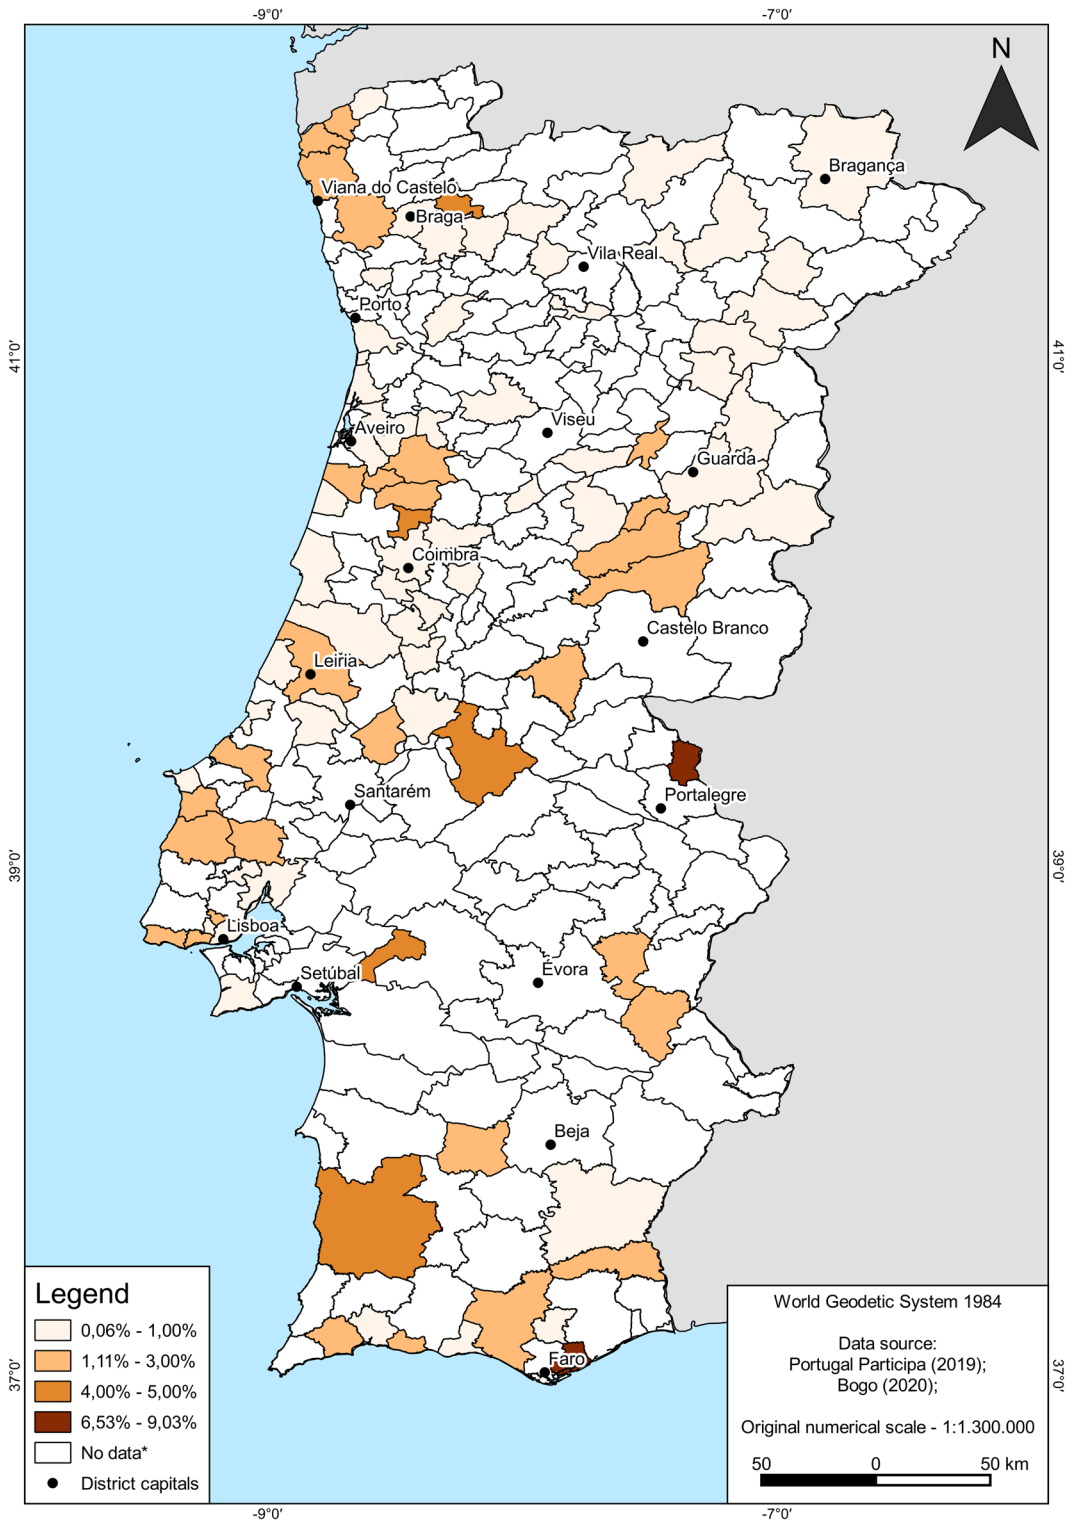 -9°0′
-7°0′
N
Bragança
Viana do Castelo
Braga
Vila Real
Porto
41°0′
41°0′
Aveiro
Viseu
Guarda
Coimbra
Castelo Branco
Leiria
Santarém
Portalegre
39°0′
39°0′
Lisboa
Évora
Setúbal
Beja
Faro
37°0′
37°0′
Legend
0,06% - 1,00%
1,11% - 3,00%
4,00% - 5,00%
6,53% - 9,03%
No data*
District capitals
World Geodetic System 1984
Data source:
Portugal Participa (2019);
Bogo (2020);
Original numerical scale - 1:1.300.000
50 0 50 km
-9°0′
-7°0′